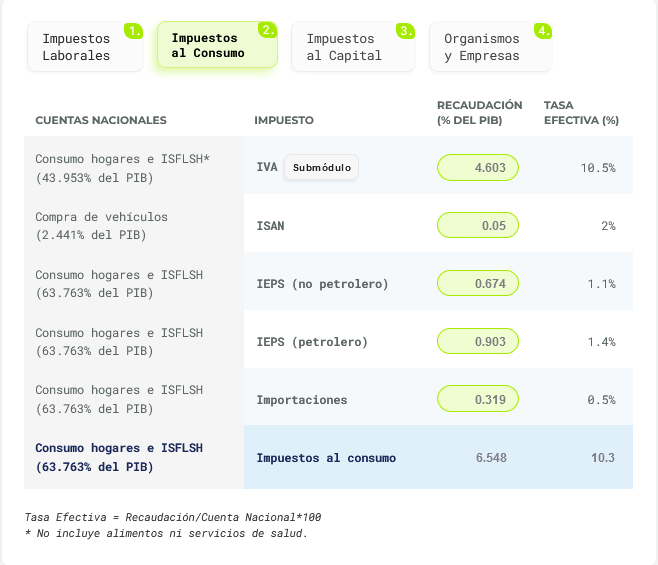 Impuestos Laborales 1.
Impuestos al Consumo 2.
Impuestos al Capital 3.
Organismos y Empresas 4.
CUENTAS NACIONALES IMPUESTO RECAUDACIÓN (% DEL PIB) TASA EFECTIVA (%)
Consumo hogares e ISFLSH*
(43.953% del PIB)
IVA Submódulo 4.603 10.5%
Compra de vehículos
(2.441% del PIB)
ISAN 0.05 2%
Consumo hogares e ISFLSH
(63.763% del PIB)
IEPS (no petrolero) 0.674 1.1%
Consumo hogares e ISFLSH
(63.763% del PIB)
IEPS (petrolero) 0.903 1.4%
Consumo hogares e ISFLSH
(63.763% del PIB)
Importaciones 0.319 0.5%
Consumo hogares e ISFLSH
(63.763% del PIB)
Impuestos al consumo 6.548 10.3
Tasa Efectiva = Recaudación/Cuenta Nacional*100
* No incluye alimentos ni servicios de salud.